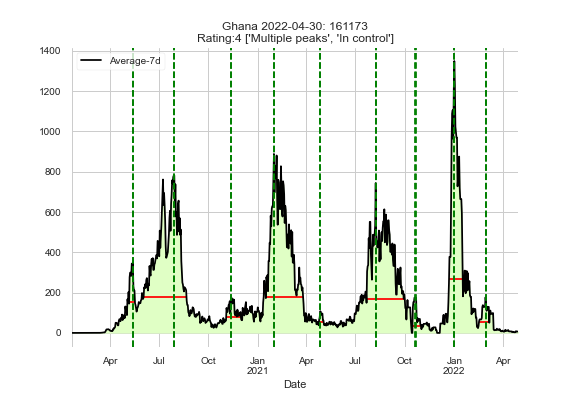 Ghana 2022-04-30: 161173
Rating:4 ['Multiple peaks', 'In control']
1400
Average-7d
1200
1000
800
600
400
200
0
Apr Jul Oct Jan Apr Jul Oct Jan Apr
2021 2022
Date